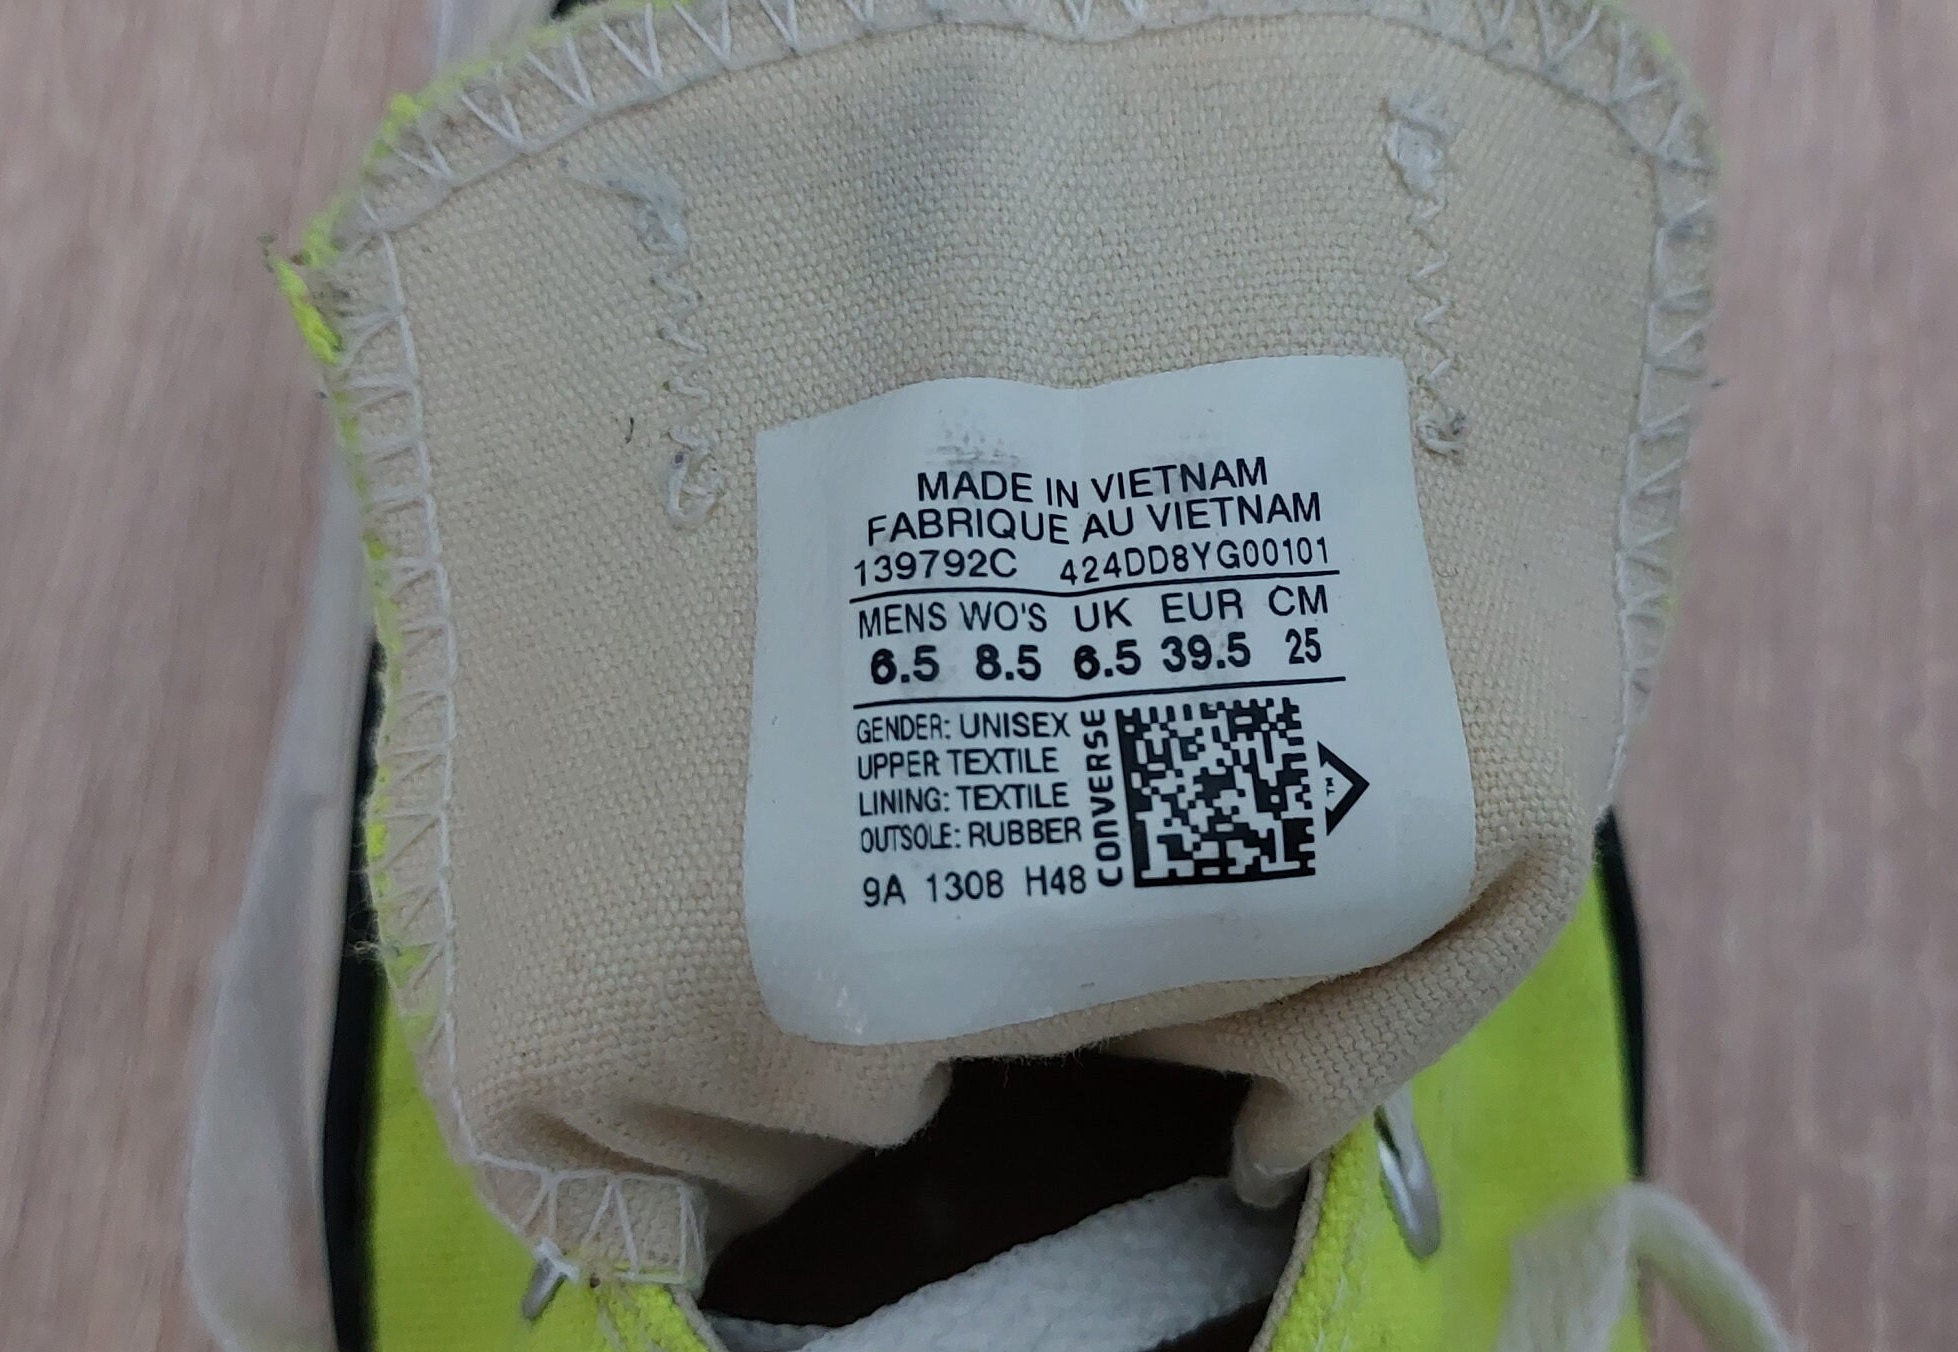 MADE IN VIETNAM
FABRIQUE AU VIETNAM
139792C 424DD8YG00101
MENS WO'S UK EUR CM
6.5 8.5 6.5 39.5 25
GENDER: UNISEX
UPPER TEXTILE
LINING: TEXTILE
OUTSOLE: RUBBER
9A 1308 H48
CONVERSE
TM